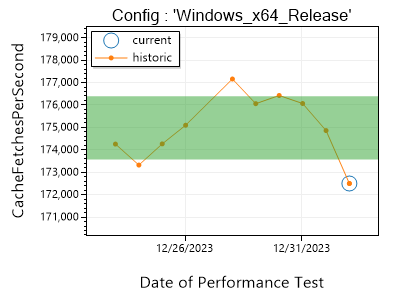 Config : 'Windows_x64_Release'
current
historic
179,000
178,000
177,000
176,000
175,000
174,000
173,000
172,000
171,000
CacheFetchesPerSecond
12/26/2023
12/31/2023
Date of Performance Test